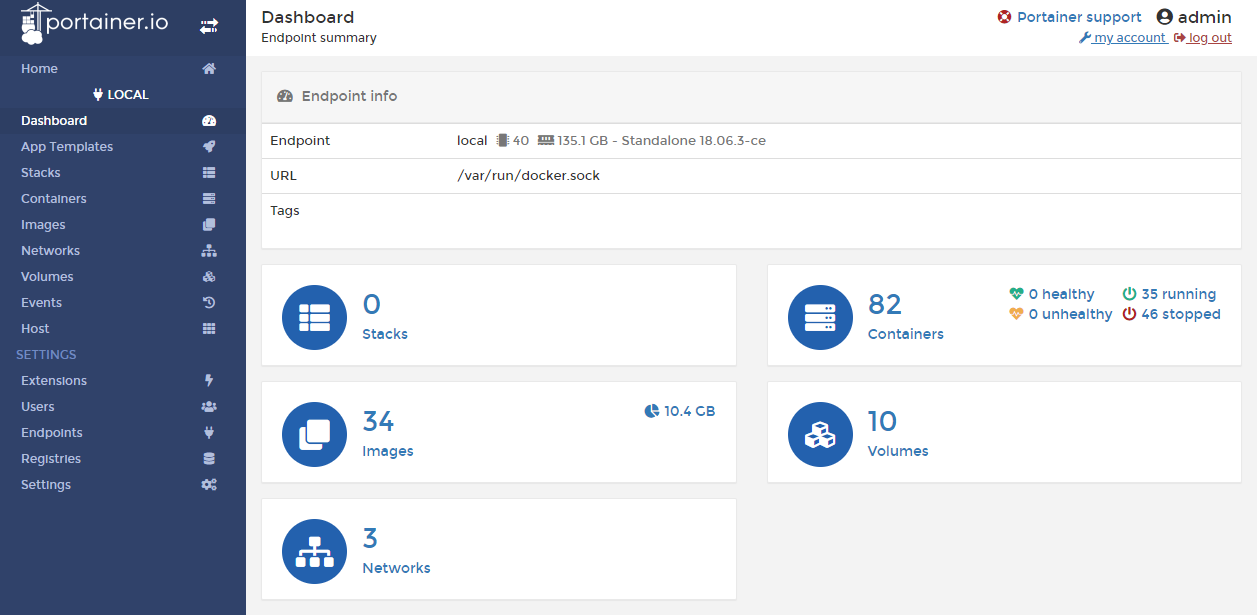 portainer.io
Home
LOCAL
Dashboard
App Templates
Stacks
Containers
Images
Networks
Volumes
Events
Host
SETTINGS
Extensions
Users
Endpoints
Registries
Settings
Dashboard
Endpoint summary
Portainer support admin
my account log out
Endpoint info
Endpoint local 40 135.1 GB - Standalone 18.06.3-ce
URL /var/run/docker.sock
Tags
0
Stacks
82
Containers
0 healthy 35 running
0 unhealthy 46 stopped
34
Images
10.4 GB
10
Volumes
3
Networks